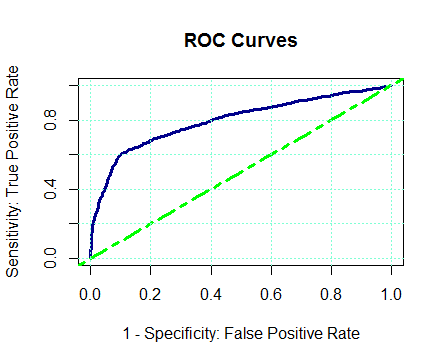 ROC Curves
Sensitivity: True Positive Rate
0.8
0.4
0.0
0.0 0.2 0.4 0.6 0.8 1.0
1 - Specificity: False Positive Rate